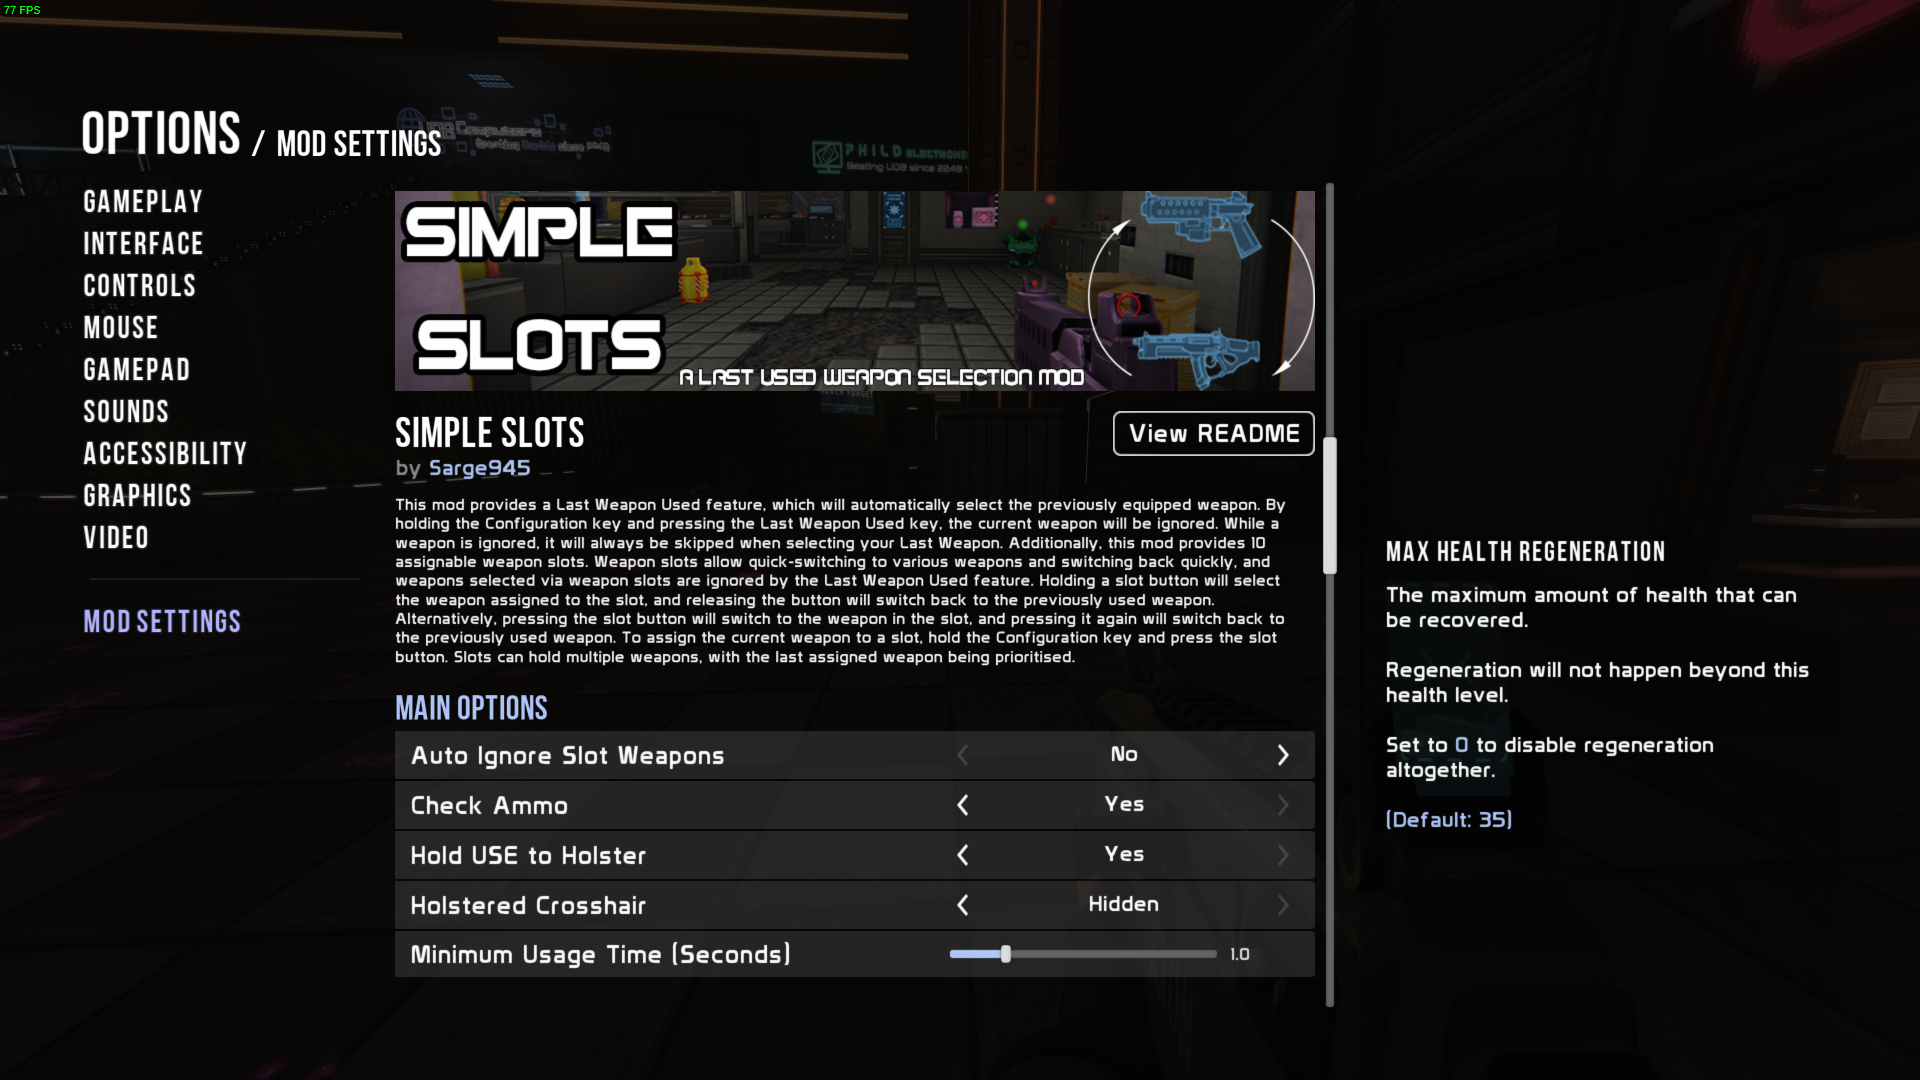 77 FPS
OPTIONS / MOD SETTINGS
Computers
Creating Worlds since
PHILD ELECTRONI
Beating UOB since 2049
GAMEPLAY
INTERFACE
CONTROLS
MOUSE
GAMEPAD
SOUNDS
ACCESSIBILITY
GRAPHICS
VIDEO
MOD SETTINGS
SIMPLE
SLOTS
A LAST USED WEAPON SELECTION MOD
SIMPLE SLOTS
by Sarge945
View README
This mod provides a Last Weapon Used feature, which will automatically select the previously equipped weapon. By
holding the Configuration key and pressing the Last Weapon Used key, the current weapon will be ignored. While a
weapon is ignored, it will always be skipped when selecting your Last Weapon. Additionally, this mod provides 10
assignable weapon slots. Weapon slots allow quick-switching to various weapons and switching back quickly, and
weapons selected via weapon slots are ignored by the Last Weapon Used feature. Holding a slot button will select
the weapon assigned to the slot, and releasing the button will switch back to the previously used weapon.
Alternatively, pressing the slot button will switch to the weapon in the slot, and pressing it again will switch back to
the previously used weapon. To assign the current weapon to a slot, hold the Configuration key and press the slot
button. Slots can hold multiple weapons, with the last assigned weapon being prioritised.
MAIN OPTIONS
Auto Ignore Slot Weapons No
Check Ammo Yes
Hold USE to Holster Yes
Holstered Crosshair Hidden
Minimum Usage Time (Seconds) 1.0
MAX HEALTH REGENERATION
The maximum amount of health that can
be recovered.
Regeneration will not happen beyond this
health level.
Set to 0 to disable regeneration
altogether.
(Default: 35)